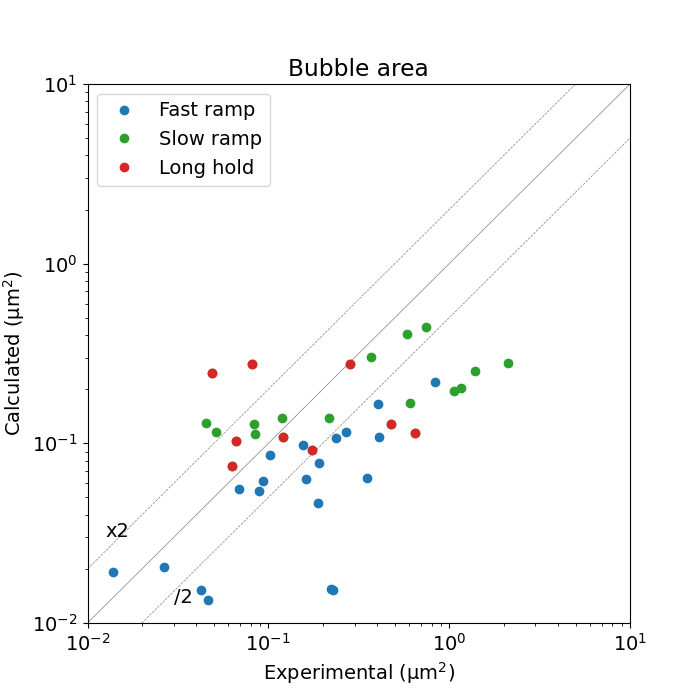 Bubble area
Fast ramp
Slow ramp
Long hold
10¹
10⁰
10⁻¹
10⁻²
Calculated (µm²)
x2
/2
10⁻² 10⁻¹ 10⁰ 10¹
Experimental (µm²)